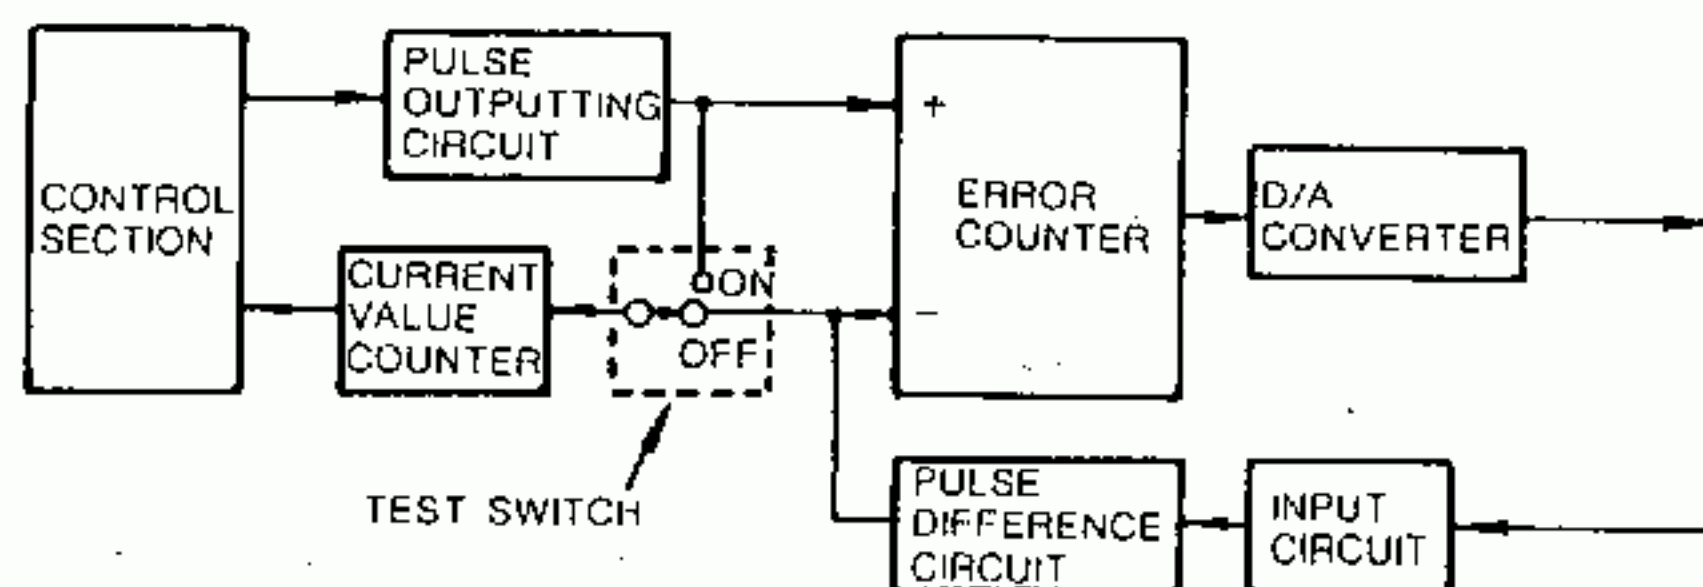 PULSE
OUTPUTTING
CIRCUIT
+
CONTROL
SECTION
ERROR
COUNTER
D/A
CONVERTER
CURRENT
VALUE
COUNTER
ON
OFF
−
TEST SWITCH
PULSE
DIFFERENCE
CIRCUIT
INPUT
CIRCUIT